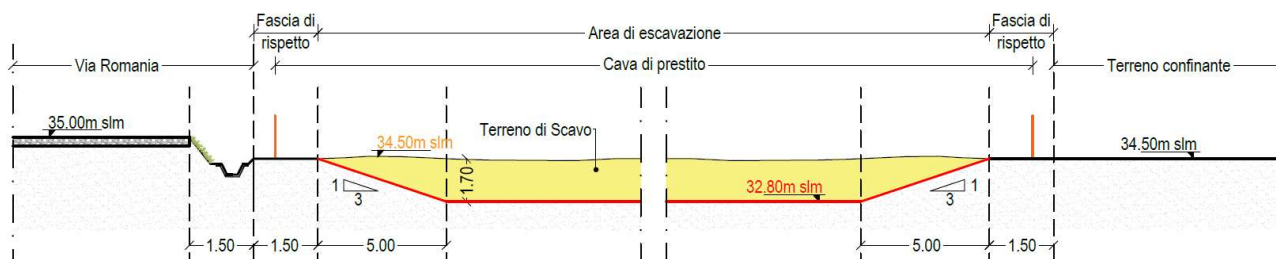 Fascia di
rispetto
Area di escavazione
Fascia di
rispetto
Via Romania
Cava di prestito
Terreno confinante
35.00m slm
34.50m slm
Terreno di Scavo
34.50m slm
1.70
32.80m slm
1
3
1
3
1.50
1.50
5.00
5.00
1.50